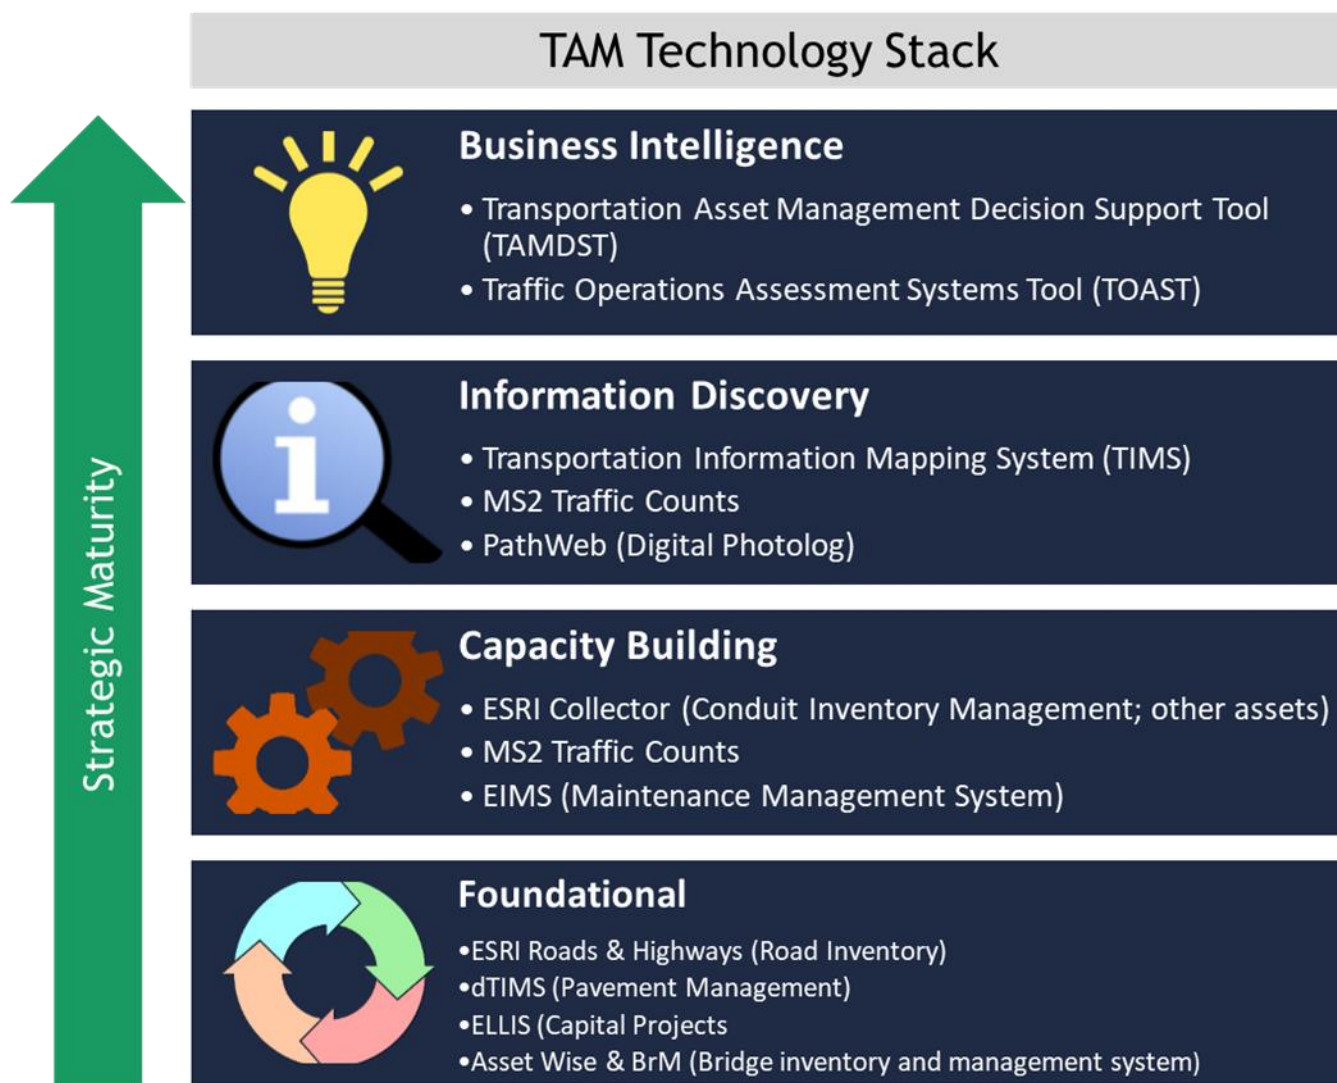 TAM Technology Stack
Strategic Maturity
Business Intelligence
• Transportation Asset Management Decision Support Tool
(TAMDST)
• Traffic Operations Assessment Systems Tool (TOAST)
Information Discovery
• Transportation Information Mapping System (TIMS)
• MS2 Traffic Counts
• PathWeb (Digital Photolog)
Capacity Building
• ESRI Collector (Conduit Inventory Management; other assets)
• MS2 Traffic Counts
• EIMS (Maintenance Management System)
Foundational
•ESRI Roads & Highways (Road Inventory)
•dTIMS (Pavement Management)
•ELLIS (Capital Projects
•Asset Wise & BrM (Bridge inventory and management system)